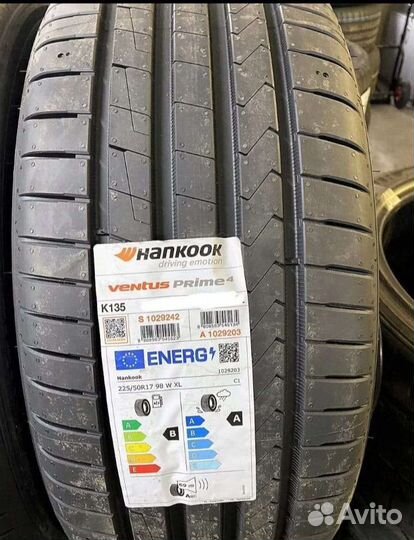 HANKOOK
driving emotion
ventus Prime4
K135
S 1029242
A 1029203
ENERG
Hankook
1029203
225/50R17 98 W XL
C1
A
B
C
D
E
B
A
B
C
D
E
A
Avito